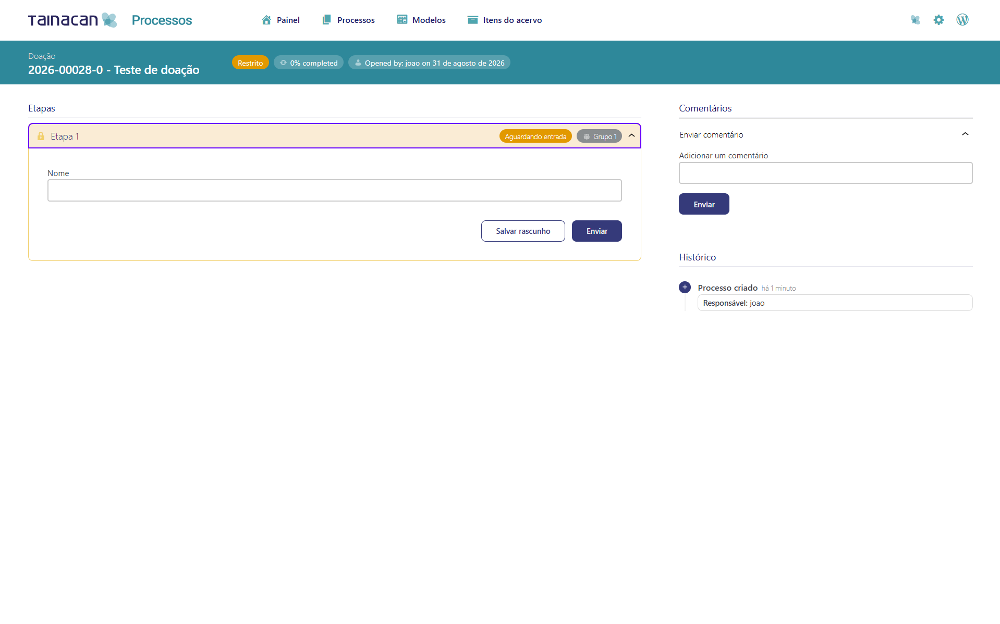 Tainacan Processos
Painel
Processos
Modelos
Itens do acervo
Doação
2026-00028-0 - Teste de doação
Restrito
0% completed
Opened by: joao on 31 de agosto de 2026
Etapas
Etapa 1
Aguardando entrada
Grupo 1
Nome
Salvar rascunho
Enviar
Comentários
Enviar comentário
Adicionar um comentário
Enviar
Histórico
Processo criado há 1 minuto
Responsável: joao